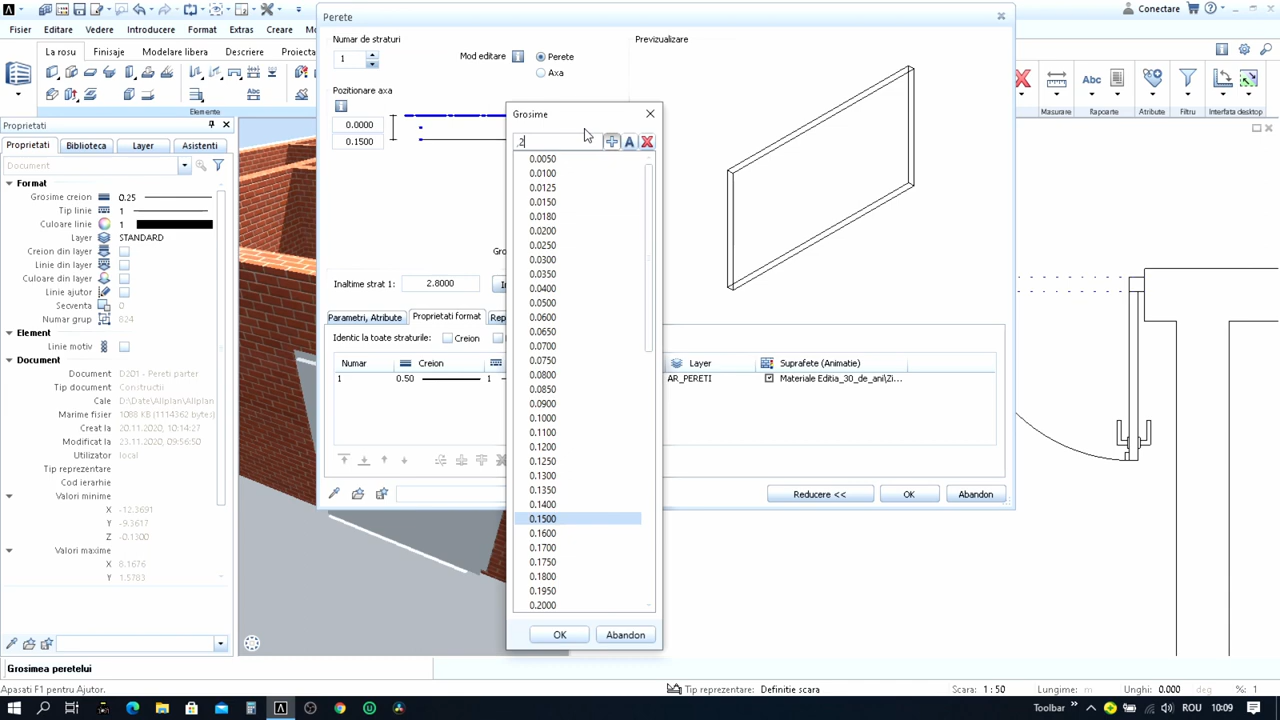 Conectare
Fisier Editare Vedere Introducere Format Extras Creare
La rosu Finisaje Modelare libera Descriere
Elemente
Masurare Rapoarte Atribute Filtru Interfata desktop
Abc
Proprietati
Proprietati Biblioteca Layer Asistenti
Document
Format
Grosime creion 0.25
Tip linie 1
Culoare linie 1
Layer STANDARD
Creion din layer
Linie din layer
Culoare din layer
Linie ajutor
Secventa 0
Numar grup 824
Element
Linie motiv
Document
Document D201 - Pereti parter
Tip document Constructii
Cale D:\Date\Allplan\Allplan
Marime fisier 1088 KB (1114362 bytes)
Creat la 20.11.2020, 10:14:27
Modificat la 23.11.2020, 09:56:50
Utilizator local
Tip reprezentare
Cod ierarhie
Valori minime
X -12.3691
Y -9.3617
Z -0.1300
Valori maxime
X 8.1676
Y 1.5783
Perete
Numar de straturi
1
Mod editare Perete
Axa
Pozitionare axa
0.0000
0.1500
Previzualizare
Inaltime strat 1: 2.8000
Parametri, Atribute Proprietati format
Identic la toate straturile: Creion
Numar Creion Layer Suprafete (Animatie)
1 0.50 1 AR_PERETI Materiale Editia_30_de_ani\Zi...
Reducere << OK Abandon
Grosime
,2
A
0.0050
0.0100
0.0125
0.0150
0.0180
0.0200
0.0250
0.0300
0.0350
0.0400
0.0500
0.0600
0.0650
0.0700
0.0750
0.0800
0.0850
0.0900
0.1000
0.1100
0.1200
0.1250
0.1300
0.1350
0.1400
0.1500
0.1600
0.1700
0.1750
0.1800
0.1950
0.2000
OK Abandon
Grosimea peretelui
Apasati F1 pentru Ajutor.
Tip reprezentare: Definitie scara Scara: 1 : 50 Lungime: m Unghi: 0.000 deg %: 1
Toolbar ROU 10:09